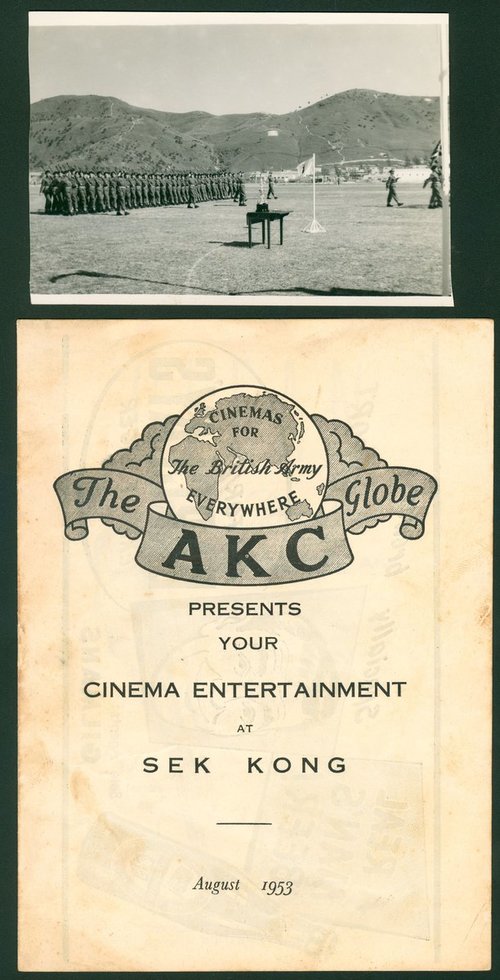 CINEMAS
FOR
The British Army
EVERYWHERE
The Globe
AKC
PRESENTS
YOUR
CINEMA ENTERTAINMENT
AT
SEK KONG
August 1953